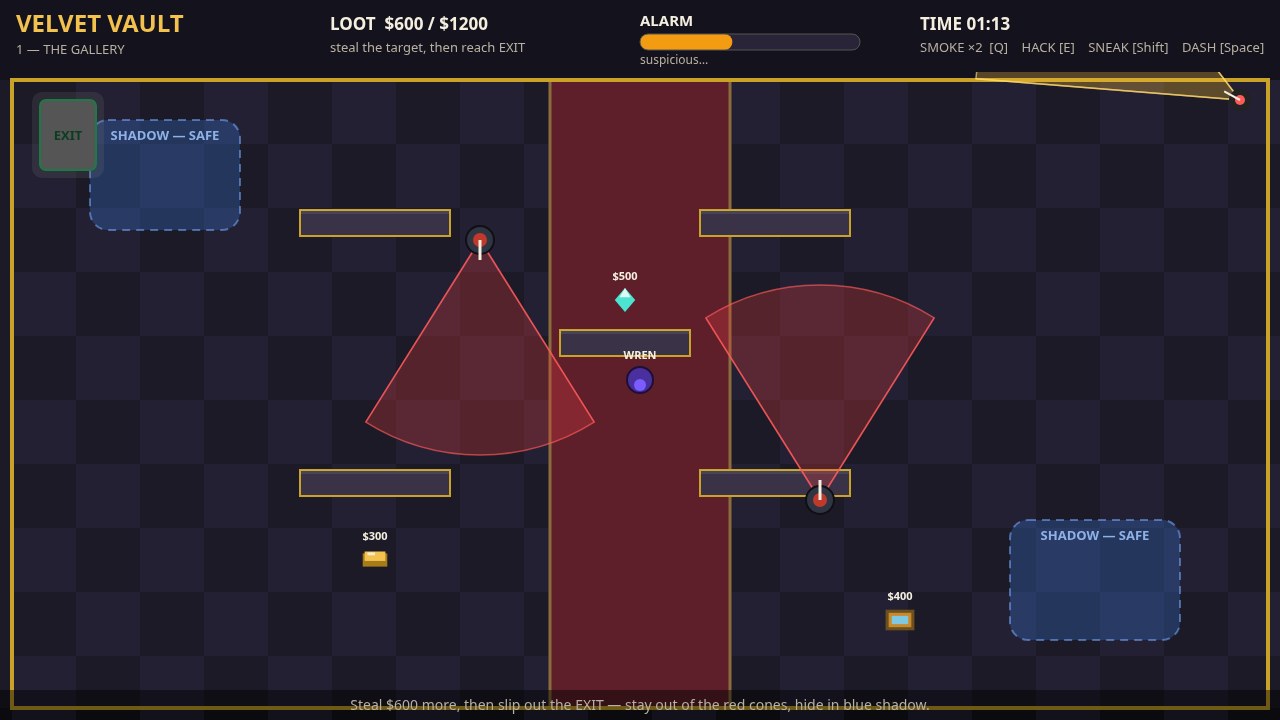 VELVET VAULT
1 — THE GALLERY
LOOT $600 / $1200
steal the target, then reach EXIT
ALARM
suspicious...
TIME 01:13
SMOKE ×2 [Q] HACK [E] SNEAK [Shift] DASH [Space]
EXIT
SHADOW — SAFE
$500
WREN
$300
SHADOW — SAFE
$400
Steal $600 more, then slip out the EXIT — stay out of the red cones, hide in blue shadow.